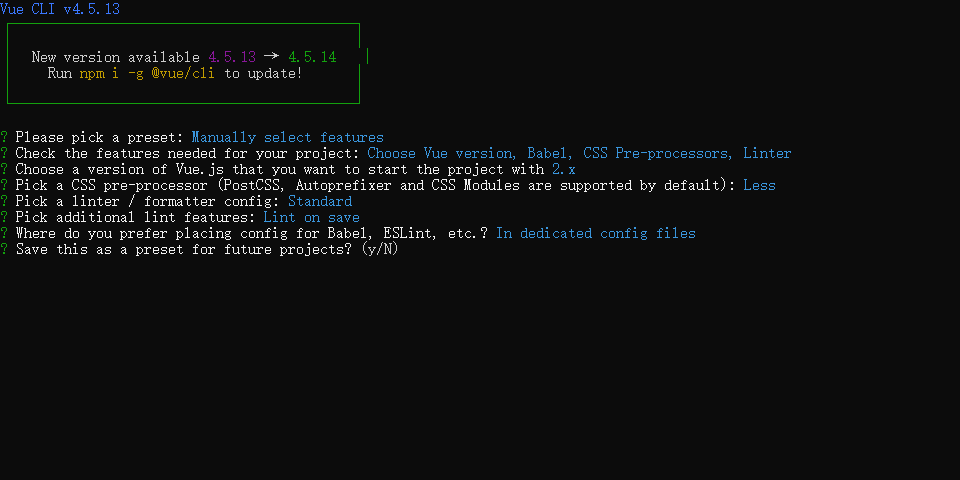 Vue CLI v4.5.13
New version available 4.5.13 → 4.5.14
Run npm i -g @vue/cli to update!
? Please pick a preset: Manually select features
? Check the features needed for your project: Choose Vue version, Babel, CSS Pre-processors, Linter
? Choose a version of Vue.js that you want to start the project with 2.x
? Pick a CSS pre-processor (PostCSS, Autoprefixer and CSS Modules are supported by default): Less
? Pick a linter / formatter config: Standard
? Pick additional lint features: Lint on save
? Where do you prefer placing config for Babel, ESLint, etc.? In dedicated config files
? Save this as a preset for future projects? (y/N)